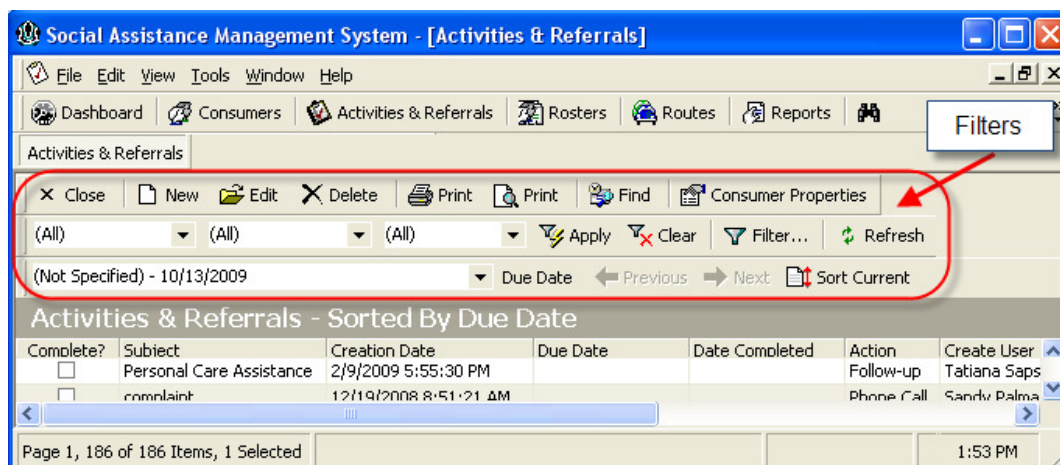 Social Assistance Management System - [Activities & Referrals]
File Edit View Tools Window Help
Dashboard Consumers Activities & Referrals Rosters Routes Reports
Filters
Activities & Referrals
Close New Edit Delete Print Print Find Consumer Properties
(All) (All) (All) Apply Clear Filter... Refresh
(Not Specified) - 10/13/2009 Due Date Previous Next Sort Current
Activities & Referrals - Sorted By Due Date
Complete? Subject Creation Date Due Date Date Completed Action Create User
Personal Care Assistance 2/9/2009 5:55:30 PM Follow-up Tatiana Saps
complaint 12/19/2008 8:51:21 AM Phone Call Sandy Palma
Page 1, 186 of 186 Items, 1 Selected 1:53 PM